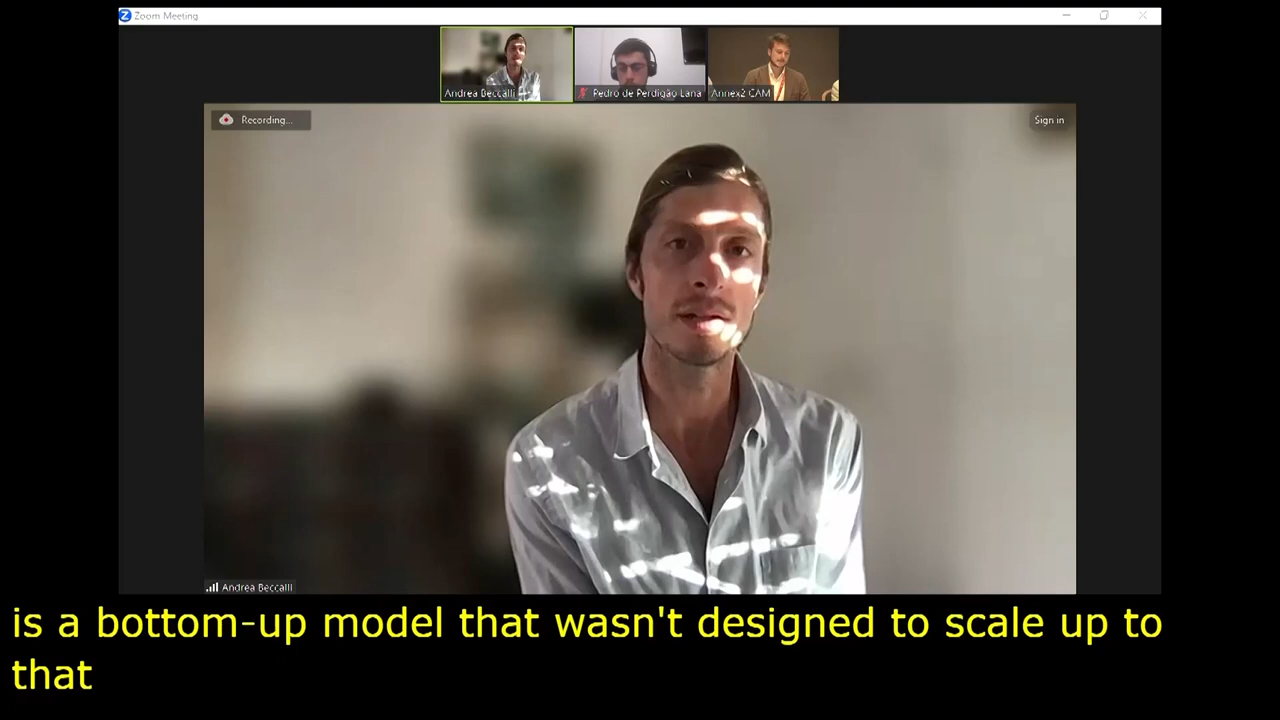 Zoom Meeting
Andrea Beccalli
Pedro de Perdigão Lana
Annex2 CAM
Recording...
Sign in
Andrea Beccalli
is a bottom-up model that wasn't designed to scale up to
that